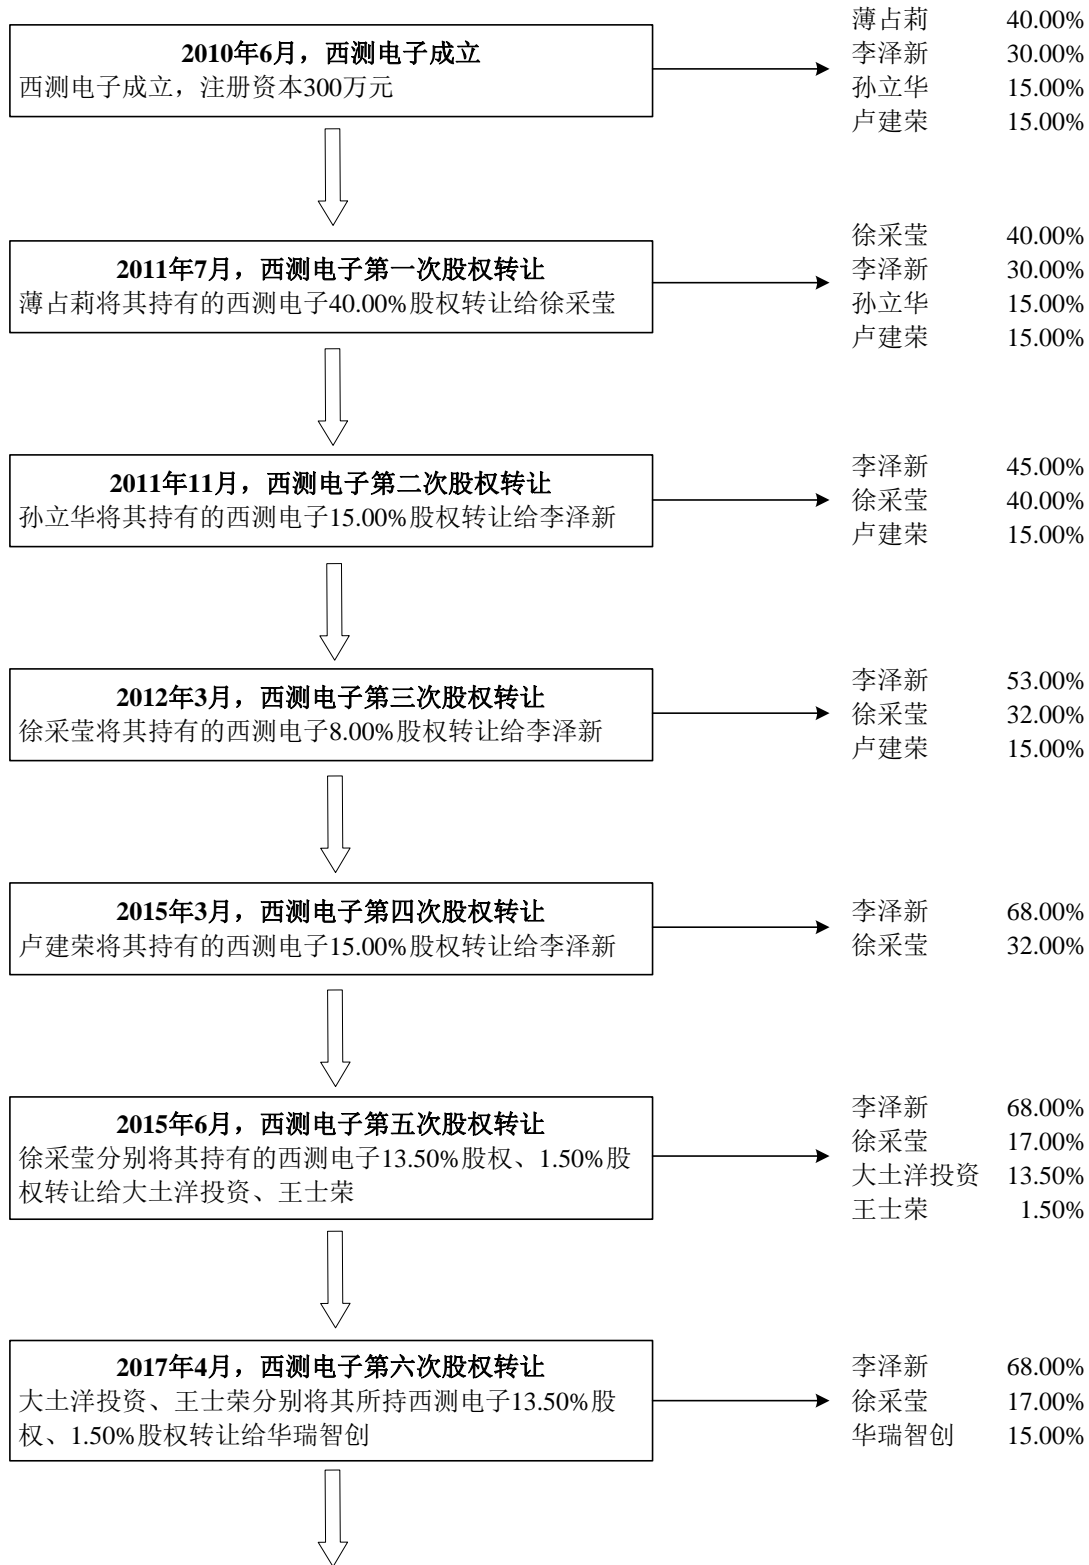 薄占莉 40.00%
2010年6月，西测电子成立
李泽新 30.00%
西测电子成立，注册资本300万元
孙立华 15.00%
卢建荣 15.00%
徐采莹 40.00%
2011年7月，西测电子第一次股权转让
李泽新 30.00%
薄占莉将其持有的西测电子40.00%股权转让给徐采莹
孙立华 15.00%
卢建荣 15.00%
李泽新 45.00%
2011年11月，西测电子第二次股权转让
徐采莹 40.00%
孙立华将其持有的西测电子15.00%股权转让给李泽新
卢建荣 15.00%
李泽新 53.00%
2012年3月，西测电子第三次股权转让
徐采莹 32.00%
徐采莹将其持有的西测电子8.00%股权转让给李泽新
卢建荣 15.00%
2015年3月，西测电子第四次股权转让
李泽新 68.00%
卢建荣将其持有的西测电子15.00%股权转让给李泽新
徐采莹 32.00%
李泽新 68.00%
2015年6月，西测电子第五次股权转让
徐采莹 17.00%
徐采莹分别将其持有的西测电子13.50%股权、1.50%股
大土洋投资 13.50%
权转让给大土洋投资、王士荣
王士荣 1.50%
2017年4月，西测电子第六次股权转让
李泽新 68.00%
大土洋投资、王士荣分别将其所持西测电子13.50%股
徐采莹 17.00%
权、1.50%股权转让给华瑞智创
华瑞智创 15.00%